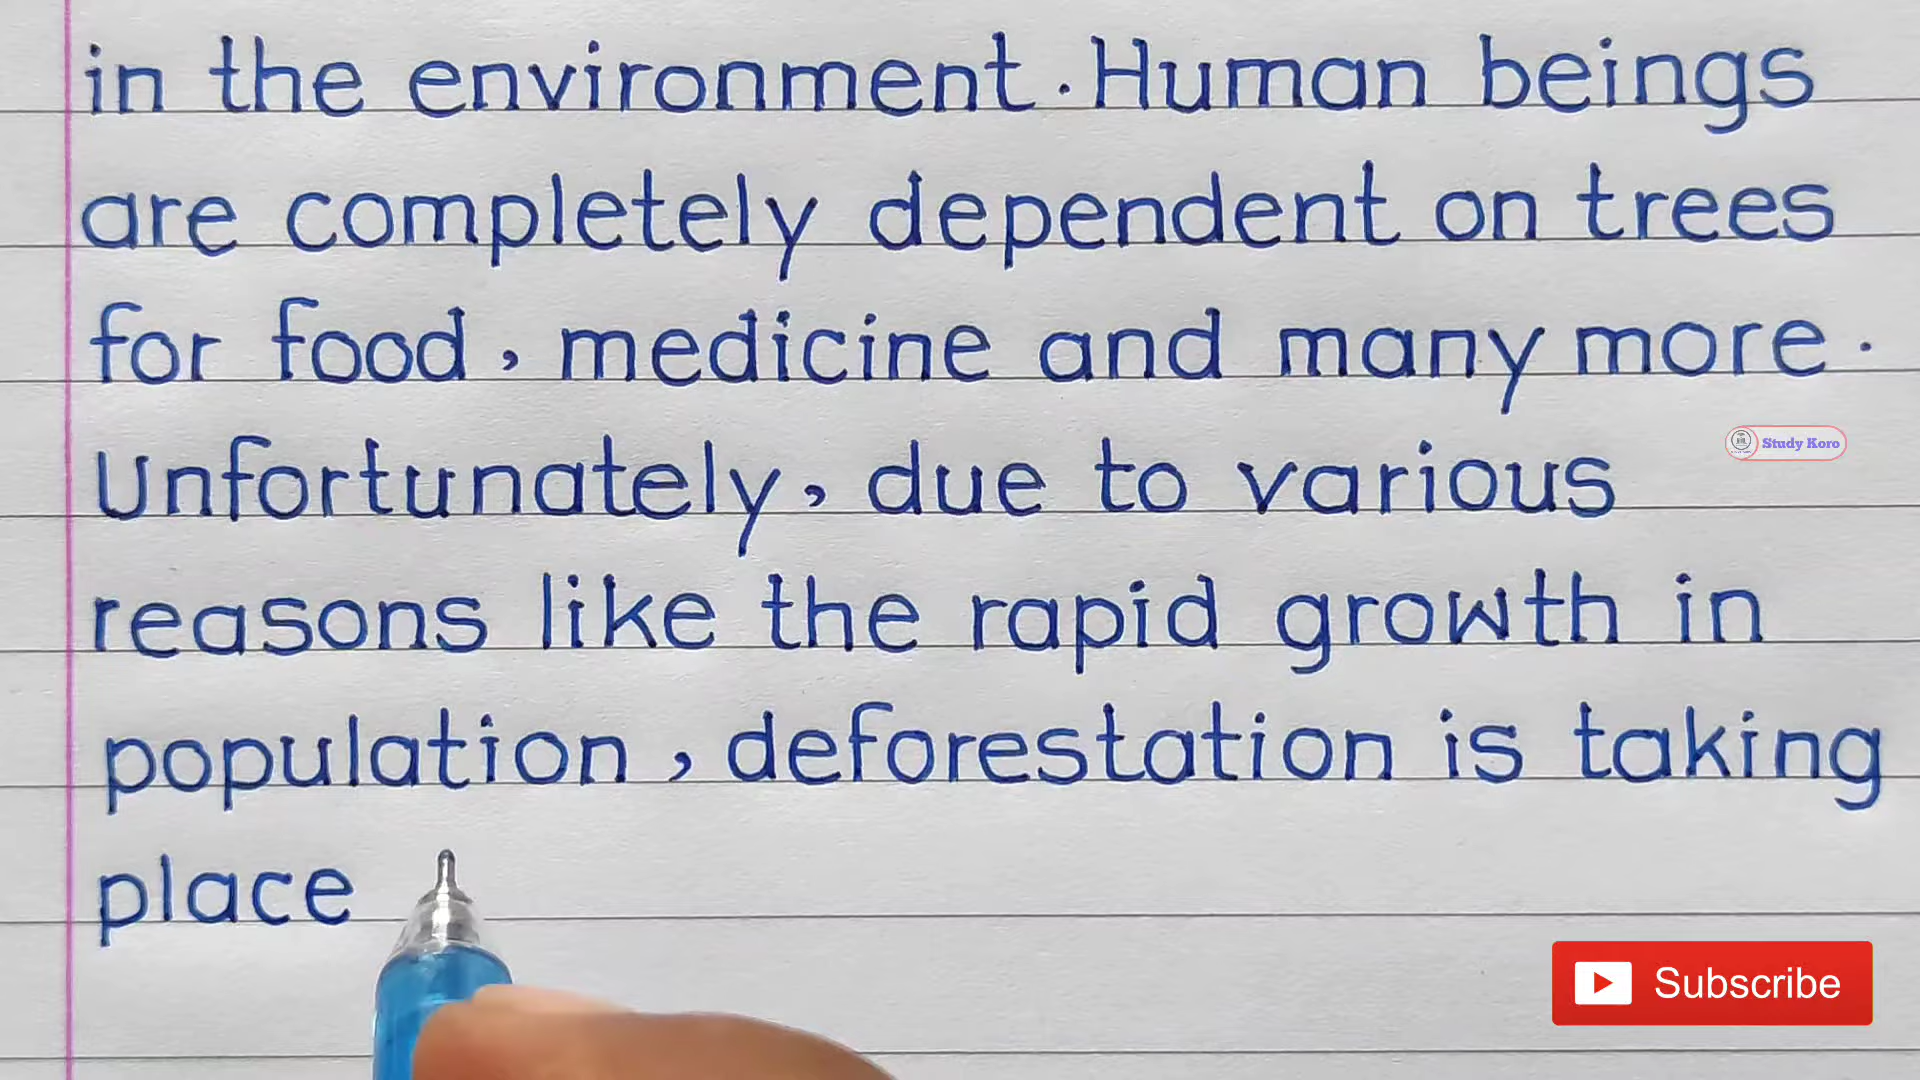 in the environment. Human beings
are completely dependent on trees
for food, medicine and many more.
Unfortunately, due to various
Study Koro
reasons like the rapid growth in
population, deforestation is taking
place
Subscribe